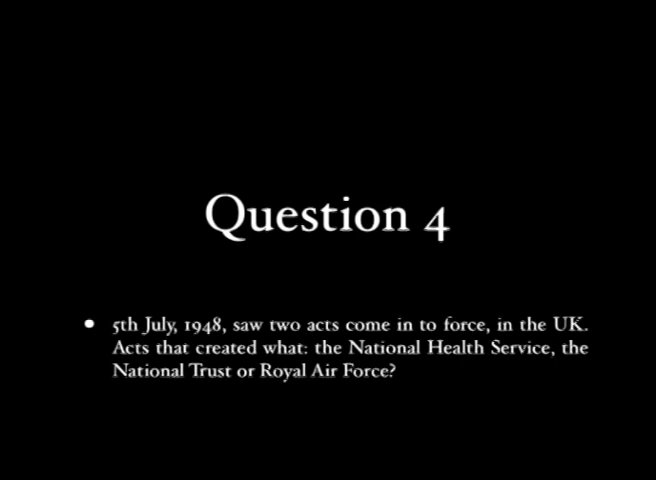 Question 4
• 5th July, 1948, saw two acts come in to force, in the UK.
Acts that created what: the National Health Service, the
National Trust or Royal Air Force?